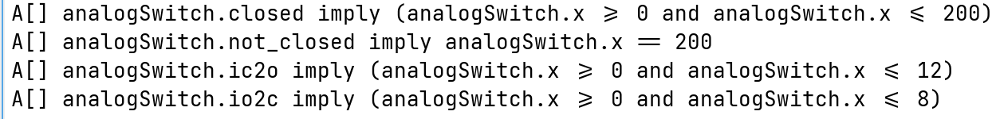 A[] analogSwitch.closed imply (analogSwitch.x ⩾ 0 and analogSwitch.x ⩽ 200)
A[] analogSwitch.not_closed imply analogSwitch.x == 200
A[] analogSwitch.ic2o imply (analogSwitch.x ⩾ 0 and analogSwitch.x ⩽ 12)
A[] analogSwitch.io2c imply (analogSwitch.x ⩾ 0 and analogSwitch.x ⩽ 8)